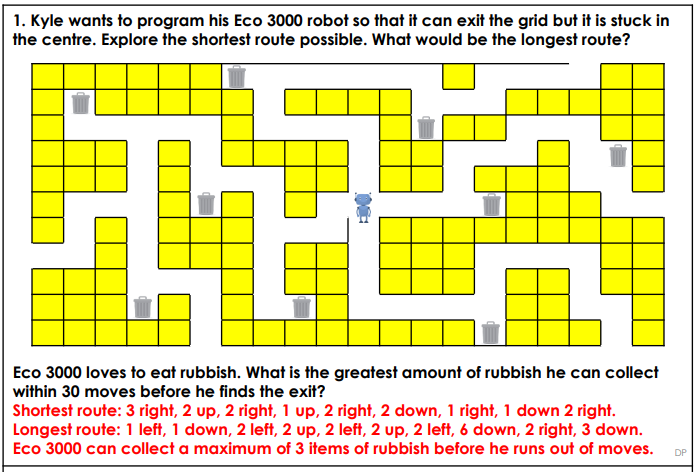 1. Kyle wants to program his Eco 3000 robot so that it can exit the grid but it is stuck in
the centre. Explore the shortest route possible. What would be the longest route?
Eco 3000 loves to eat rubbish. What is the greatest amount of rubbish he can collect
within 30 moves before he finds the exit?
Shortest route: 3 right, 2 up, 2 right, 1 up, 2 right, 2 down, 1 right, 1 down 2 right.
Longest route: 1 left, 1 down, 2 left, 2 up, 2 left, 2 up, 2 left, 6 down, 2 right, 3 down.
Eco 3000 can collect a maximum of 3 items of rubbish before he runs out of moves.
DP